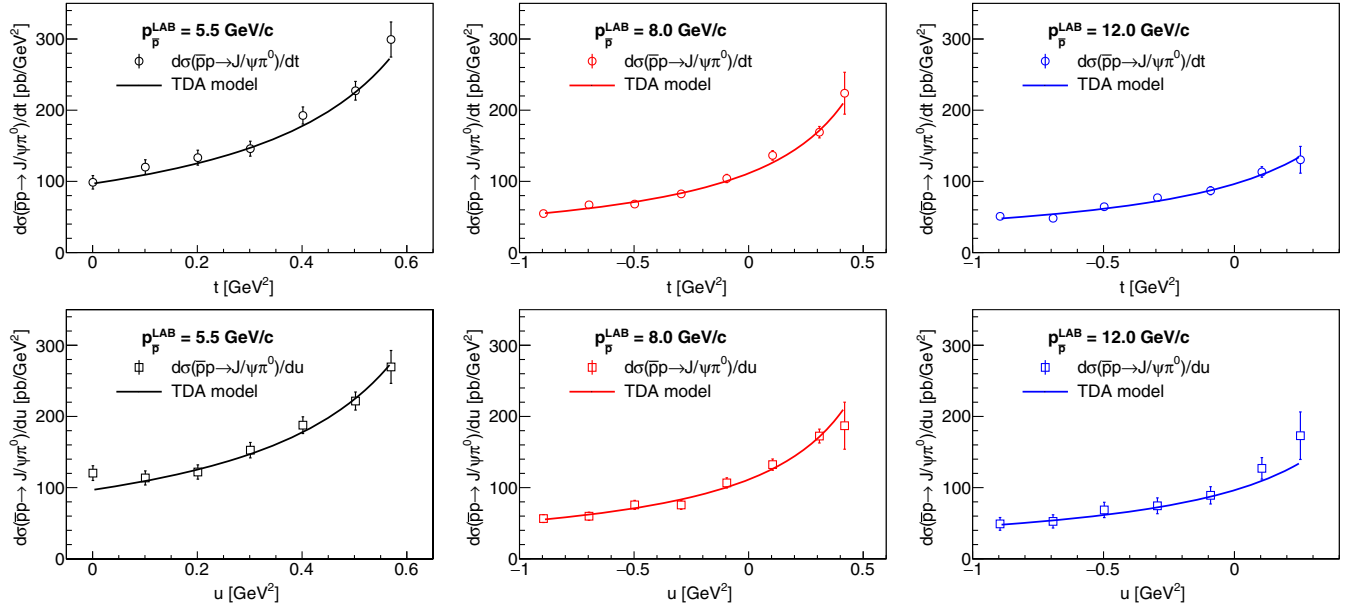 dσ(p̅p→ J/ψπ⁰)/dt [pb/GeV²]
300
200
100
0
p_p̅^LAB = 5.5 GeV/c
dσ(p̅p→J/ψπ⁰)/dt
TDA model
0 0.2 0.4 0.6
t [GeV²]
dσ(p̅p→ J/ψπ⁰)/dt [pb/GeV²]
300
200
100
0
p_p̅^LAB = 8.0 GeV/c
dσ(p̅p→J/ψπ⁰)/dt
TDA model
−1 −0.5 0 0.5
t [GeV²]
dσ(p̅p→ J/ψπ⁰)/dt [pb/GeV²]
300
200
100
0
p_p̅^LAB = 12.0 GeV/c
dσ(p̅p→J/ψπ⁰)/dt
TDA model
−1 −0.5 0
t [GeV²]
dσ(p̅p→ J/ψπ⁰)/du [pb/GeV²]
300
200
100
0
p_p̅^LAB = 5.5 GeV/c
dσ(p̅p→J/ψπ⁰)/du
TDA model
0 0.2 0.4 0.6
u [GeV²]
dσ(p̅p→ J/ψπ⁰)/du [pb/GeV²]
300
200
100
0
p_p̅^LAB = 8.0 GeV/c
dσ(p̅p→J/ψπ⁰)/du
TDA model
−1 −0.5 0 0.5
u [GeV²]
dσ(p̅p→ J/ψπ⁰)/du [pb/GeV²]
300
200
100
0
p_p̅^LAB = 12.0 GeV/c
dσ(p̅p→J/ψπ⁰)/du
TDA model
−1 −0.5 0
u [GeV²]